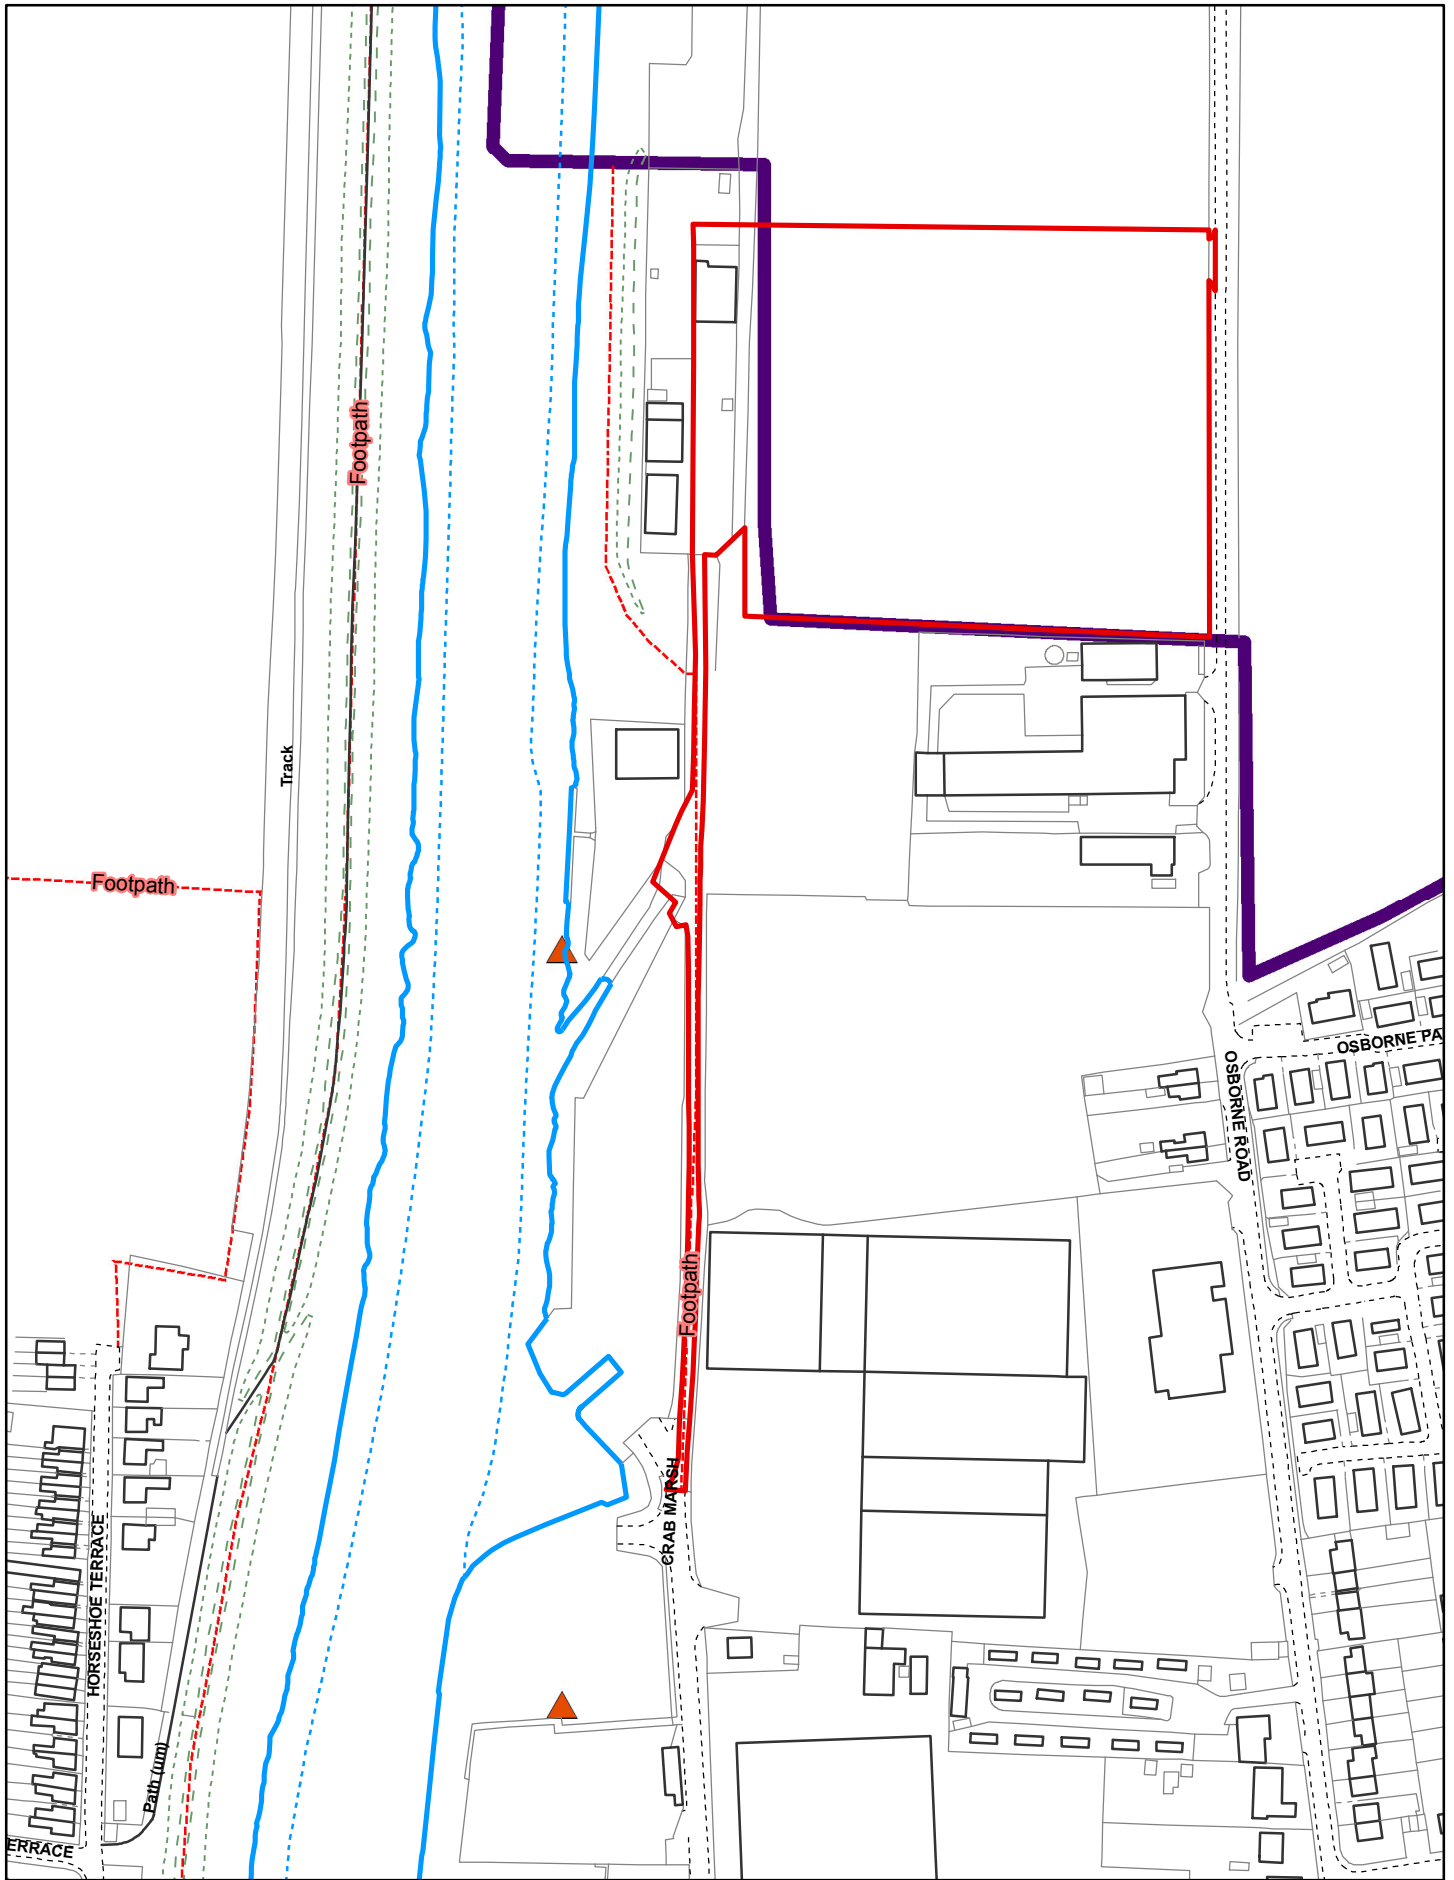 Footpath
Track
Footpath
OSBORNE PA
OSBORNE ROAD
Footpath
CRAB MARSH
HORSESHOE TERRACE
Path (um)
ERRACE